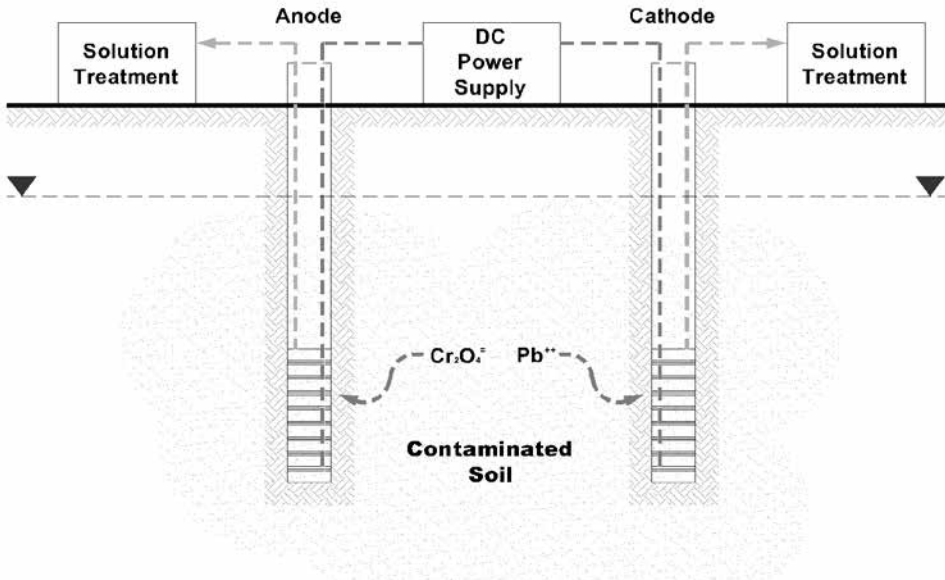 Anode
Cathode
Solution
Treatment
DC
Power
Supply
Solution
Treatment
Cr₂O₄⁼ Pb⁺⁺
Contaminated
Soil